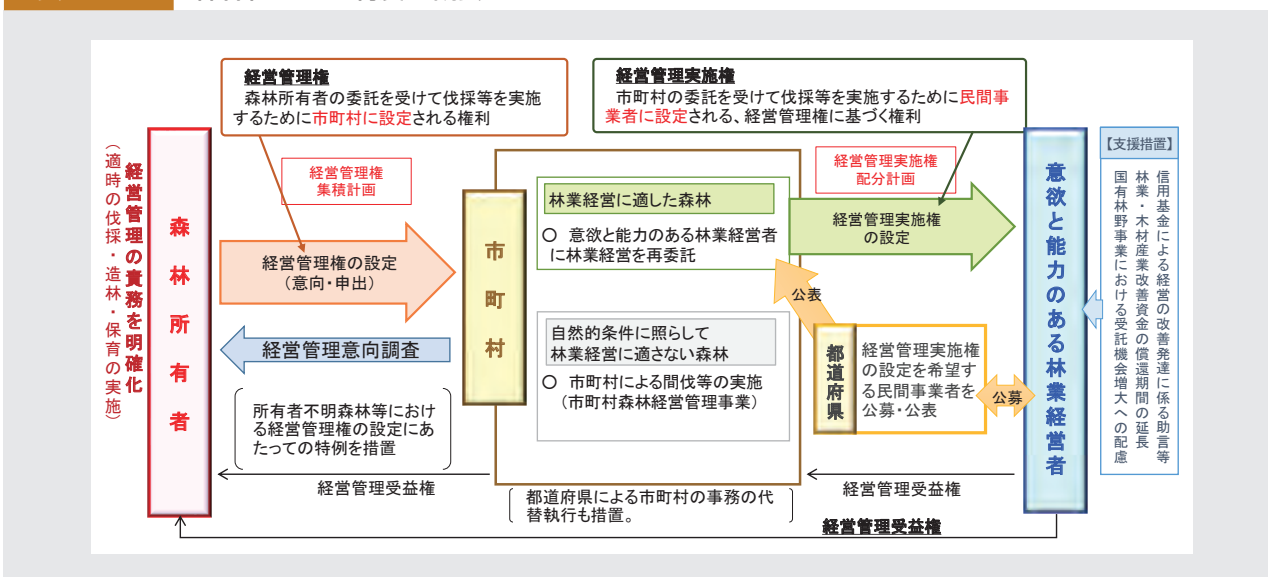 経営管理権
森林所有者の委託を受けて伐採等を実施
するために市町村に設定される権利
経営管理実施権
市町村の委託を受けて伐採等を実施するために民間事
業者に設定される、経営管理権に基づく権利
経営管理の責務を明確化
（適時の伐採・造林・保育の実施）
森林所有者
経営管理権
集積計画
経営管理権の設定
（意向・申出）
経営管理意向調査
所有者不明森林等におけ
る経営管理権の設定にあ
たっての特例を措置
経営管理受益権
市町村
林業経営に適した森林
○ 意欲と能力のある林業経営者
に林業経営を再委託
自然的条件に照らして
林業経営に適さない森林
○ 市町村による間伐等の実施
（市町村森林経営管理事業）
都道府県による市町村の事務の代
替執行も措置。
経営管理実施権
配分計画
経営管理実施権
の設定
公表
都道府県
経営管理実施権
の設定を希望す
る民間事業者を
公募・公表
公募
経営管理受益権
経営管理受益権
意欲と能力のある林業経営者
【支援措置】
信用基金による経営の改善発達に係る助言等
林業・木材産業改善資金の償還期間の延長
国有林野事業における受託機会増大への配慮